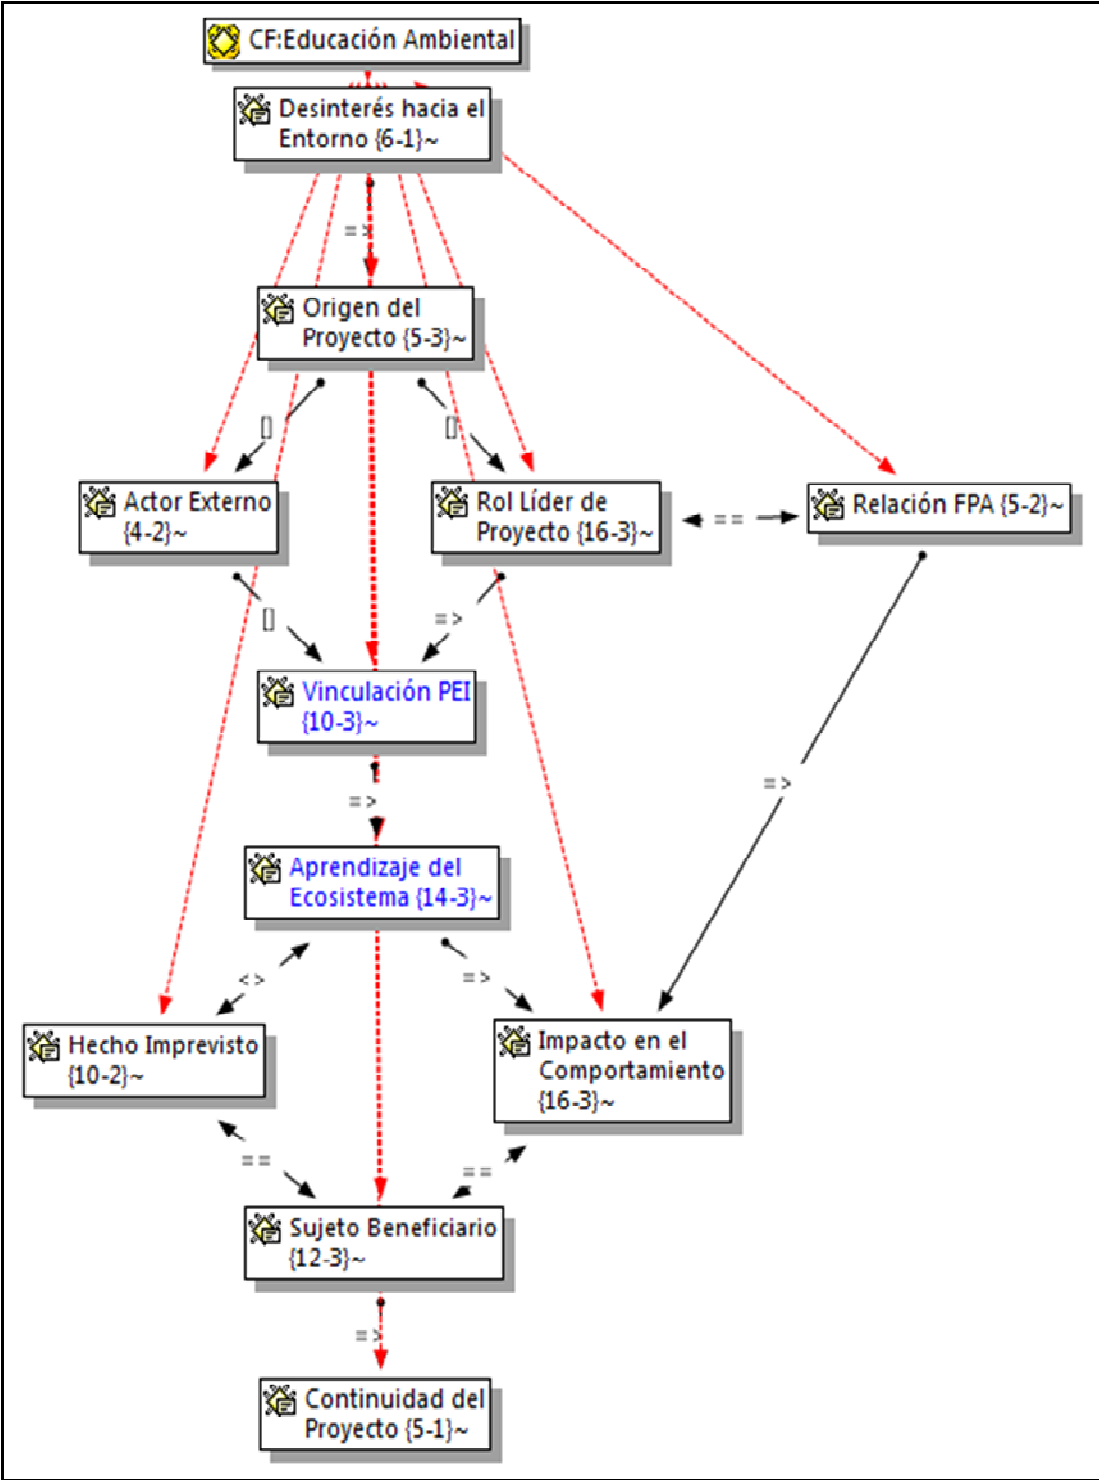 CF:Educación Ambiental
Desinterés hacia el
Entorno {6-1}~
=>
Origen del
Proyecto {5-3}~
[]
[]
Actor Externo
{4-2}~
Rol Líder de
Proyecto {16-3}~
==
Relación FPA {5-2}~
[]
=>
Vinculación PEI
{10-3}~
=>
=>
Aprendizaje del
Ecosistema {14-3}~
<>
=>
Hecho Imprevisto
{10-2}~
Impacto en el
Comportamiento
{16-3}~
==
==
Sujeto Beneficiario
{12-3}~
=>
Continuidad del
Proyecto {5-1}~